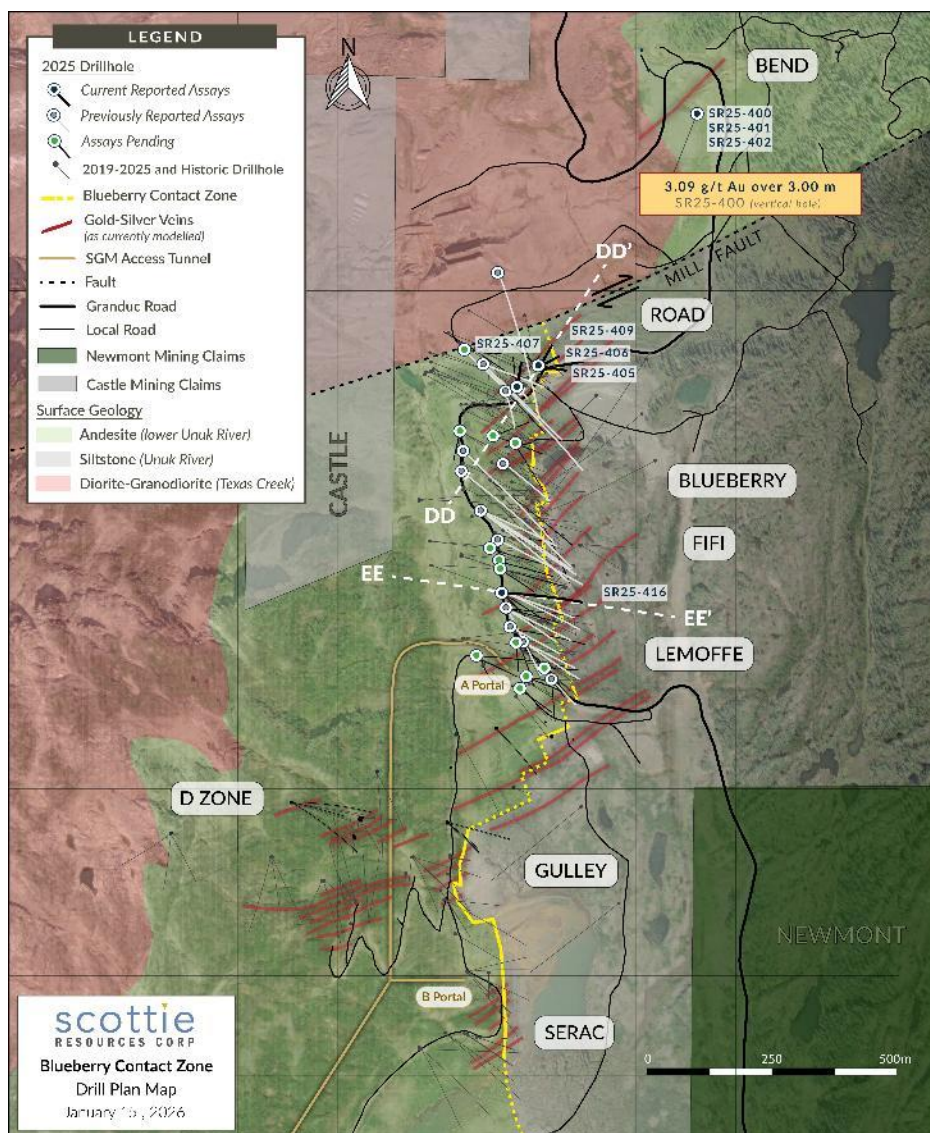 LEGEND
2025 Drillhole
Current Reported Assays
Previously Reported Assays
Assays Pending
2019-2025 and Historic Drillhole
Blueberry Contact Zone
Gold-Silver Veins
(as currently modelled)
SGM Access Tunnel
Fault
Granduc Road
Local Road
Newmont Mining Claims
Castle Mining Claims
Surface Geology
Andesite (lower Unuk River)
Siltstone (Unuk River)
Diorite-Granodiorite (Texas Creek)
N
BEND
SR25-400
SR25-401
SR25-402
3.09 g/t Au over 3.00 m
SR25-400 (vertical hole)
DD'
MILL FAULT
ROAD
SR25-409
SR25-407
SR25-406
SR25-405
CASTLE
BLUEBERRY
DD
FIFI
EE
SR25-416
EE'
LEMOFFE
A Portal
D ZONE
GULLEY
NEWMONT
B Portal
SERAC
0 250 500m
scottie
RESOURCES CORP
Blueberry Contact Zone
Drill Plan Map
January 15, 2026